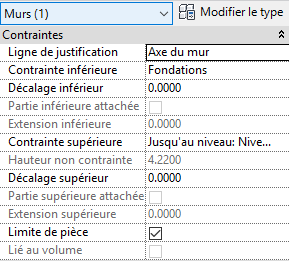 Murs (1)
Modifier le type
Contraintes
Ligne de justification Axe du mur
Contrainte inférieure Fondations
Décalage inférieur 0.0000
Partie inférieure attachée
Extension inférieure 0.0000
Contrainte supérieure Jusqu'au niveau: Nive...
Hauteur non contrainte 4.2200
Décalage supérieur 0.0000
Partie supérieure attachée
Extension supérieure 0.0000
Limite de pièce
Lié au volume